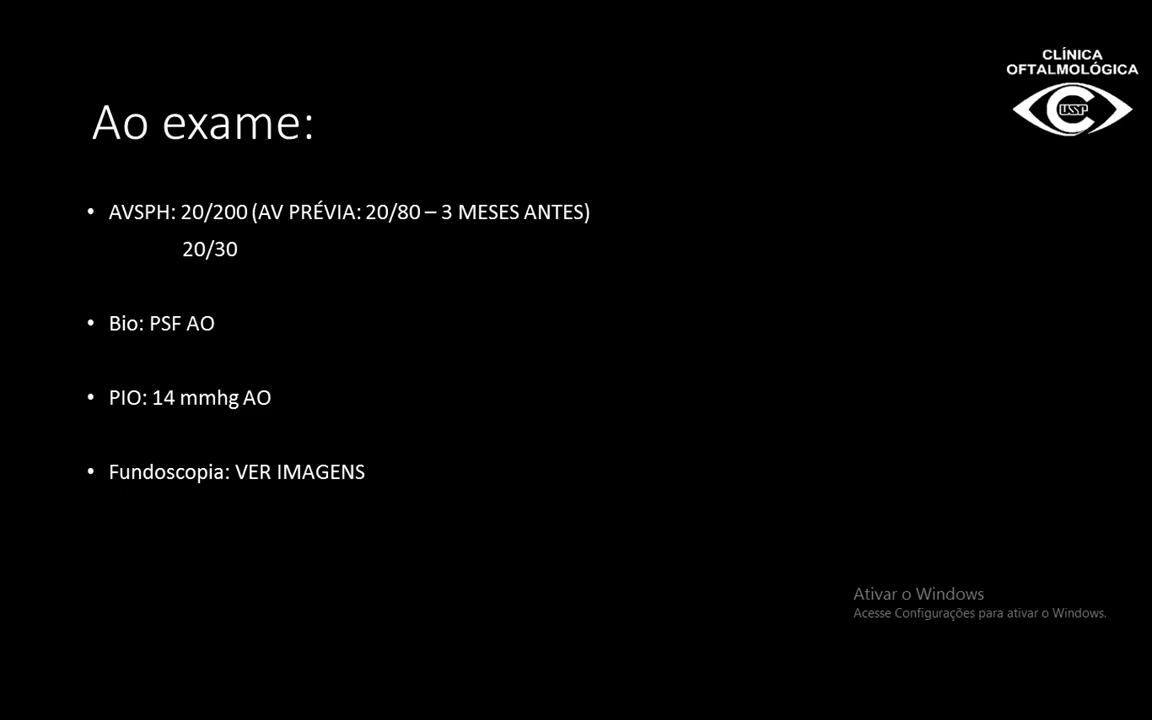 CLÍNICA
OFTALMOLÓGICA
USSP
Ao exame:
• AVSPH: 20/200 (AV PRÉVIA: 20/80 – 3 MESES ANTES)
20/30
• Bio: PSF AO
• PIO: 14 mmhg AO
• Fundoscopia: VER IMAGENS
Ativar o Windows
Acesse Configurações para ativar o Windows.